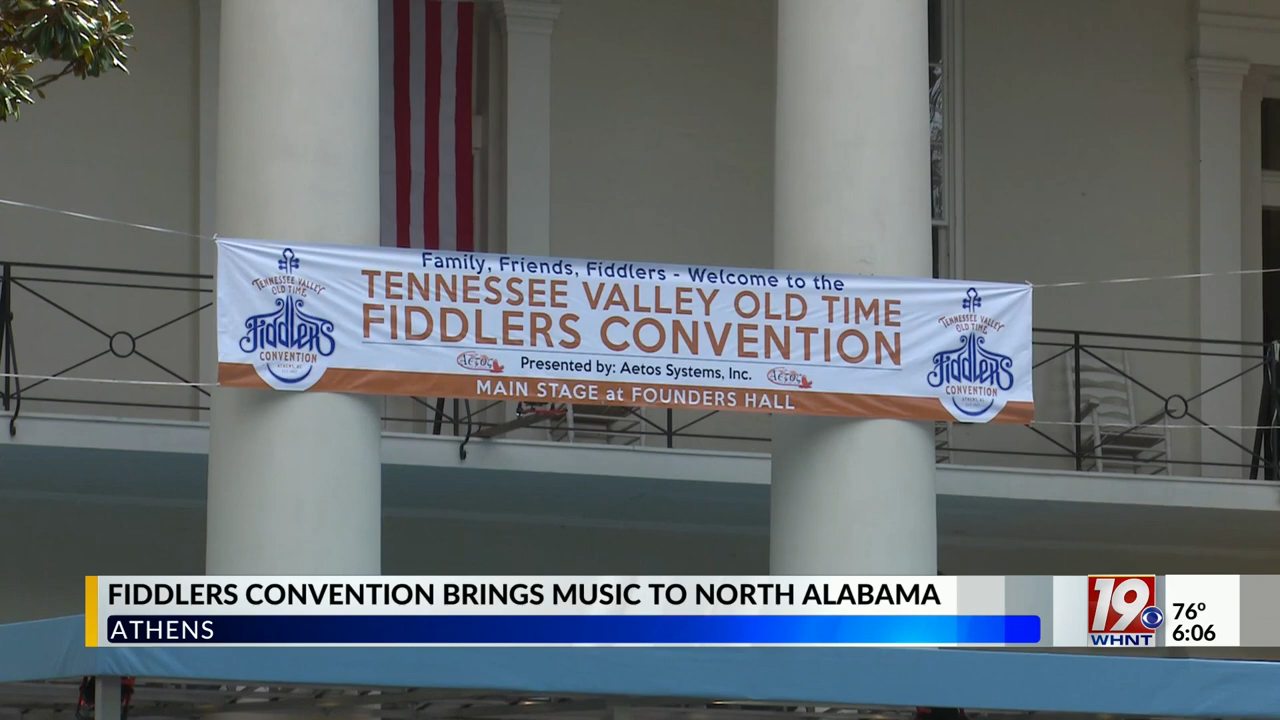 Family, Friends, Fiddlers - Welcome to the
TENNESSEE VALLEY OLD TIME
FIDDLERS CONVENTION
Presented by: Aetos Systems, Inc.
MAIN STAGE at FOUNDERS HALL
TENNESSEE VALLEY
OLD TIME
Fiddlers
CONVENTION
Aetos
TENNESSEE VALLEY
OLD TIME
Fiddlers
CONVENTION
Aetos
FIDDLERS CONVENTION BRINGS MUSIC TO NORTH ALABAMA
ATHENS
19
WHNT
76°
6:06